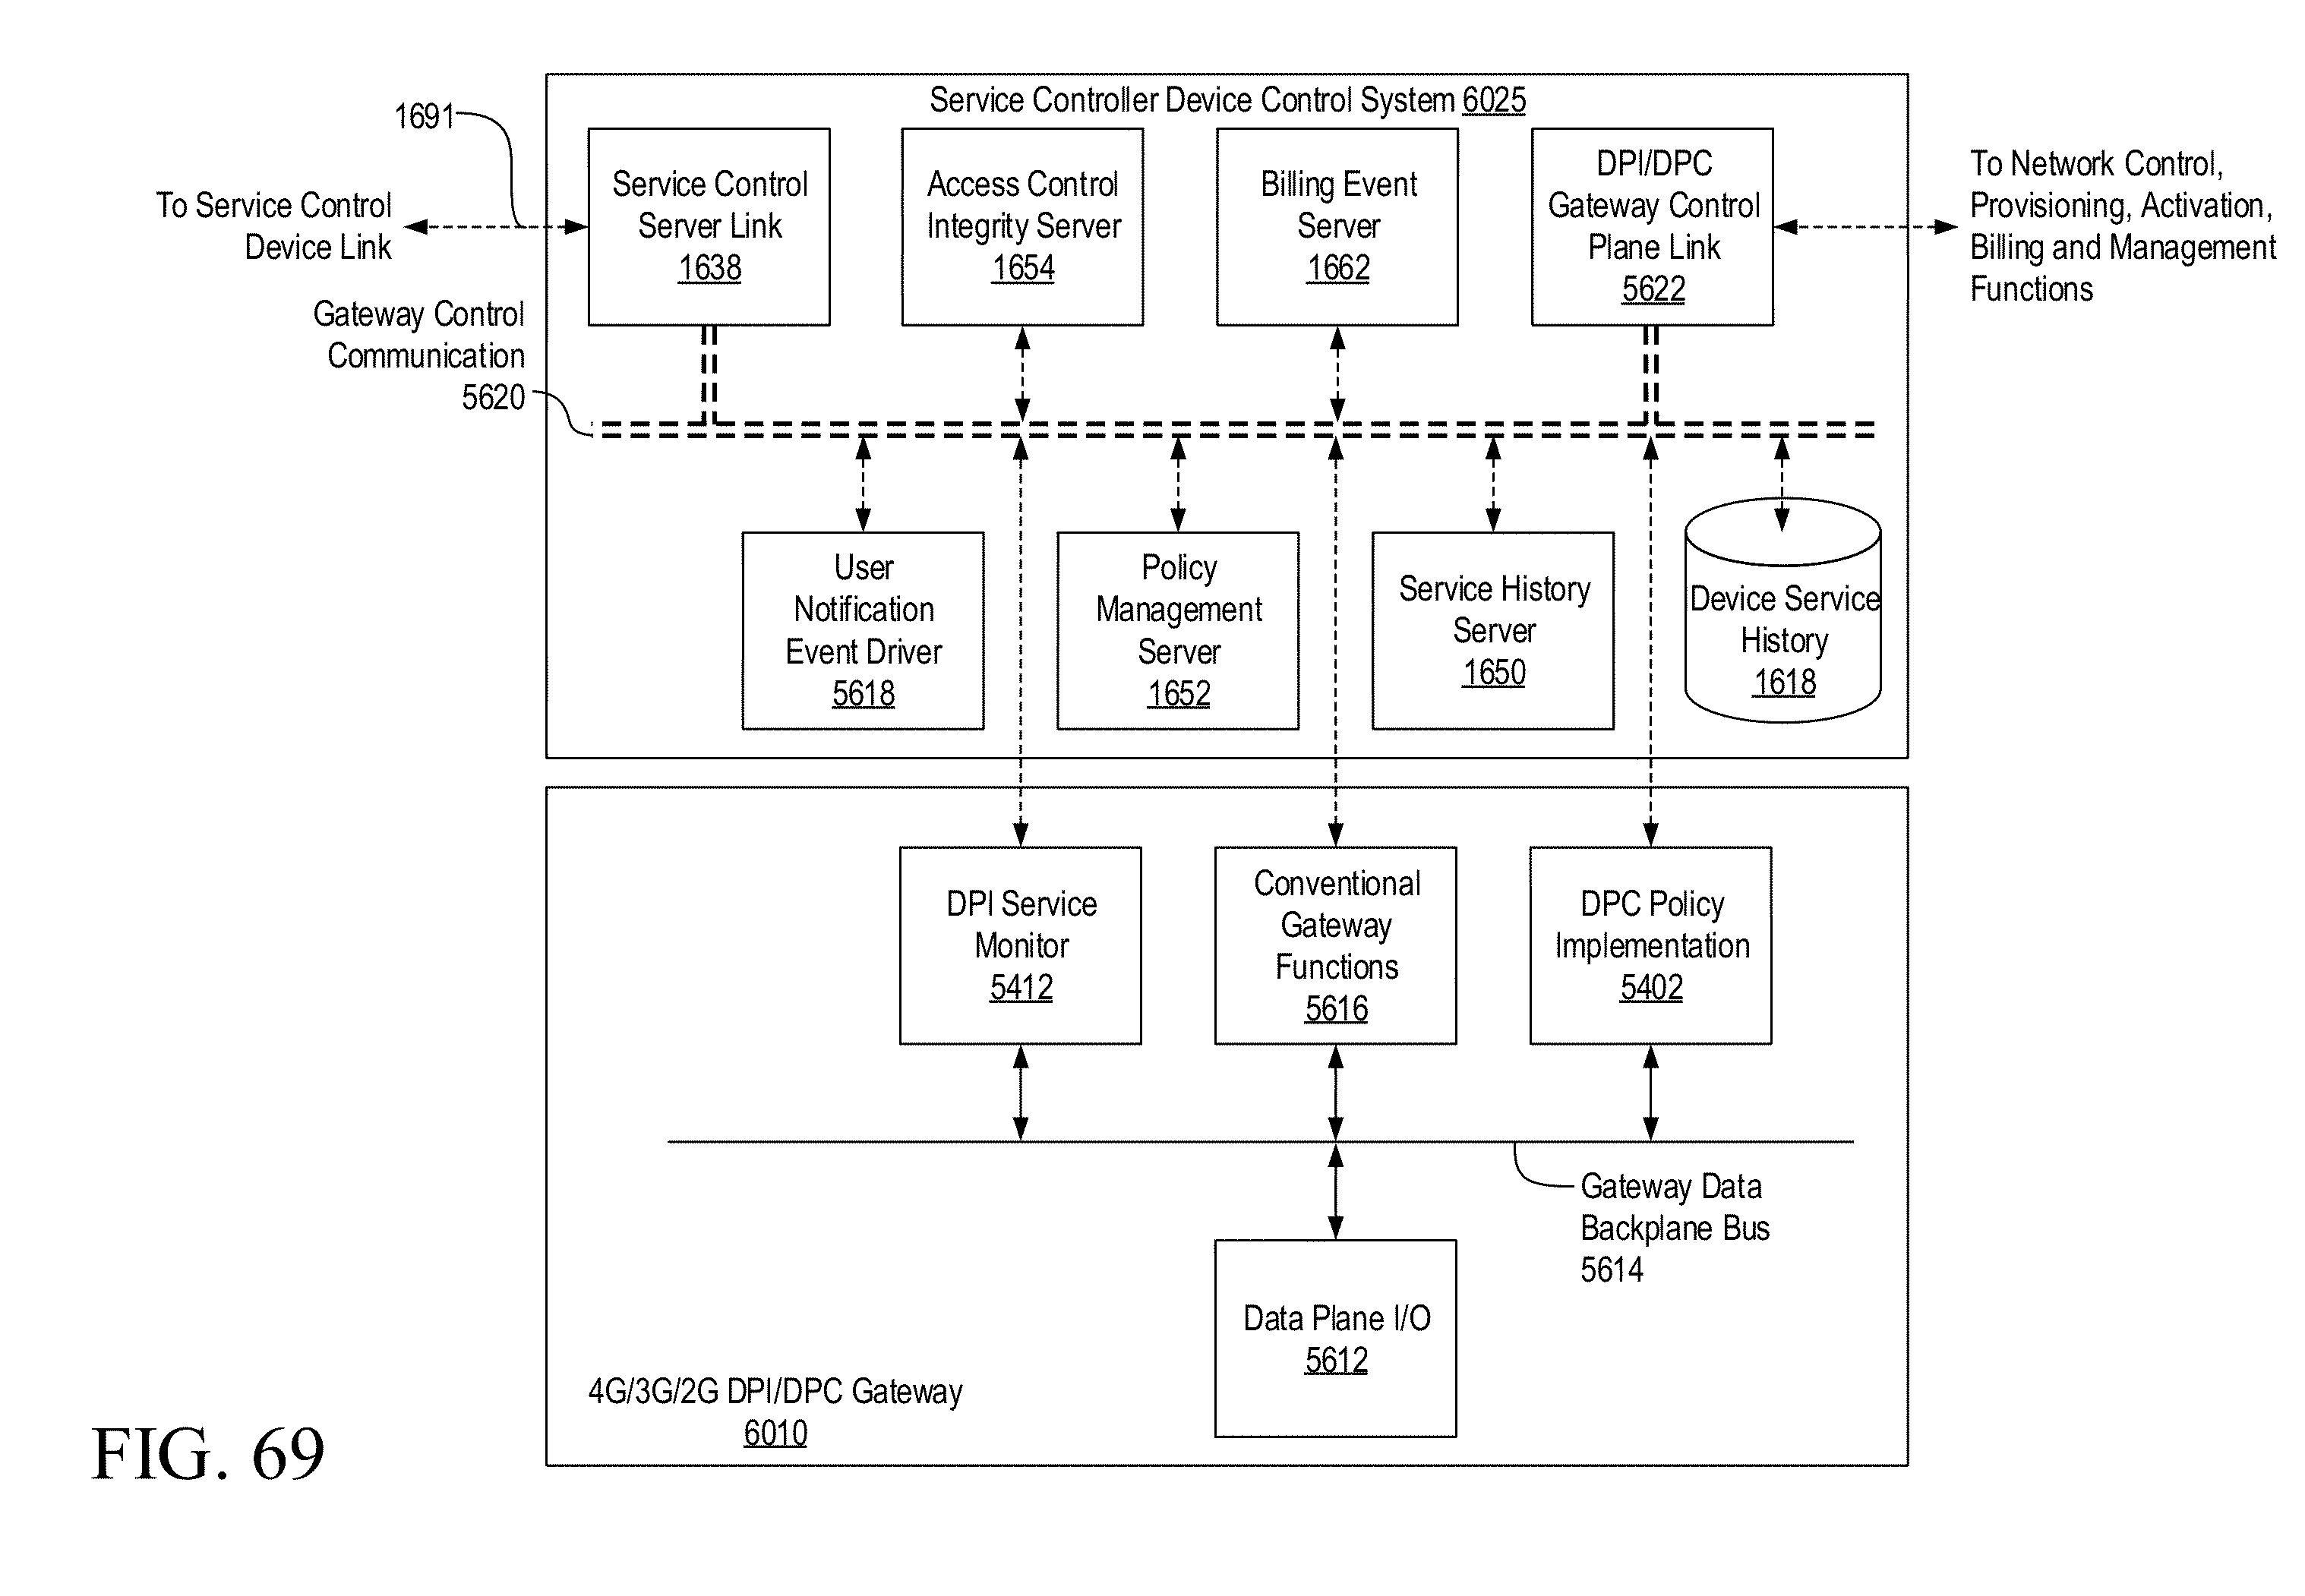 Service Controller Device Control System 6025
1691
To Service Control
Device Link
Service Control
Server Link
1638
Access Control
Integrity Server
1654
Billing Event
Server
1662
DPI/DPC
Gateway Control
Plane Link
5622
To Network Control,
Provisioning, Activation,
Billing and Management
Functions
Gateway Control
Communication
5620
User
Notification
Event Driver
5618
Policy
Management
Server
1652
Service History
Server
1650
Device Service
History
1618
DPI Service
Monitor
5412
Conventional
Gateway
Functions
5616
DPC Policy
Implementation
5402
Gateway Data
Backplane Bus
5614
Data Plane I/O
5612
4G/3G/2G DPI/DPC Gateway
6010
FIG. 69